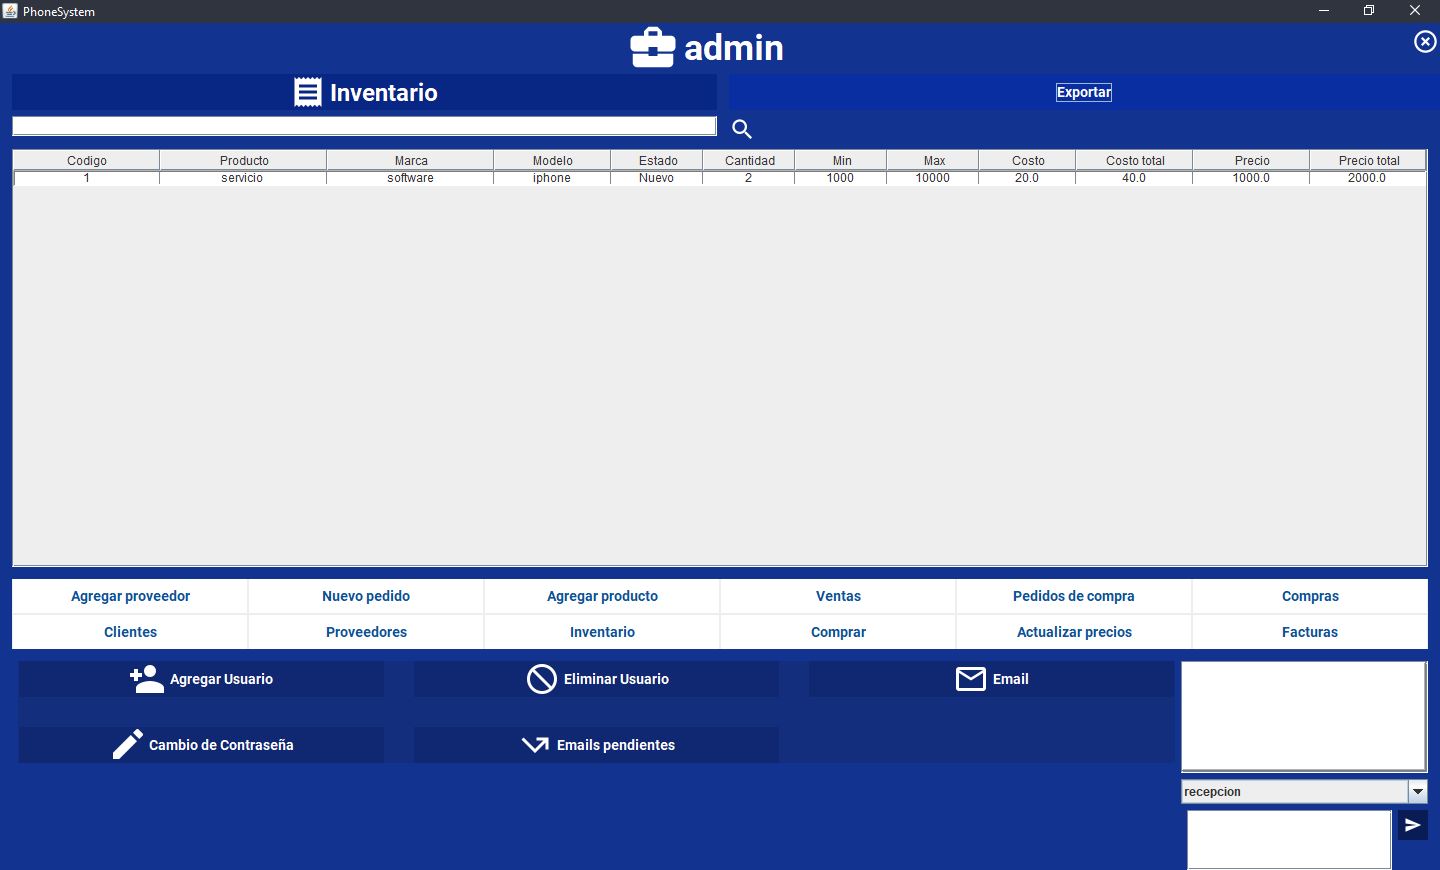 PhoneSystem
admin
Inventario
Exportar
Codigo Producto Marca Modelo Estado Cantidad Min Max Costo Costo total Precio Precio total
1 servicio software iphone Nuevo 2 1000 10000 20.0 40.0 1000.0 2000.0
Agregar proveedor Nuevo pedido Agregar producto Ventas Pedidos de compra Compras
Clientes Proveedores Inventario Comprar Actualizar precios Facturas
Agregar Usuario Eliminar Usuario Email
Cambio de Contraseña Emails pendientes
recepcion